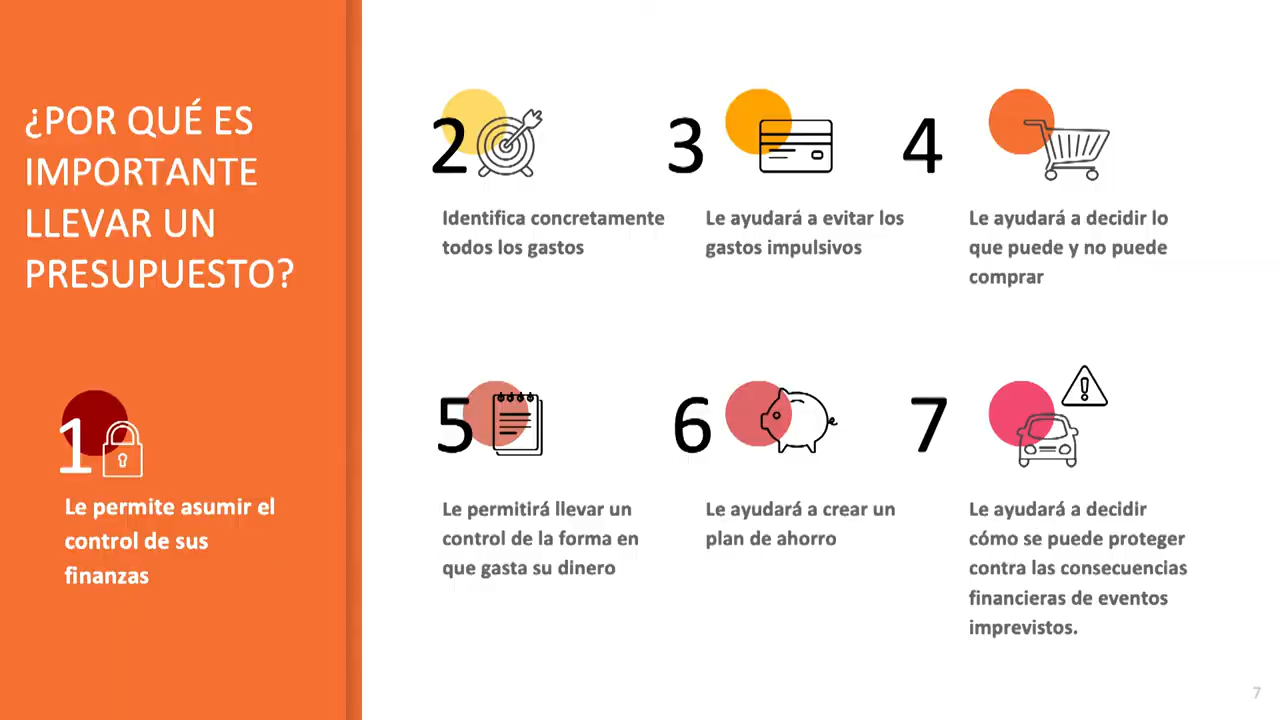 ¿POR QUÉ ES
IMPORTANTE
LLEVAR UN
PRESUPUESTO?
1
Le permite asumir el
control de sus
finanzas
2
Identifica concretamente
todos los gastos
3
Le ayudará a evitar los
gastos impulsivos
4
Le ayudará a decidir lo
que puede y no puede
comprar
5
Le permitirá llevar un
control de la forma en
que gasta su dinero
6
Le ayudará a crear un
plan de ahorro
7
Le ayudará a decidir
cómo se puede proteger
contra las consecuencias
financieras de eventos
imprevistos.
7